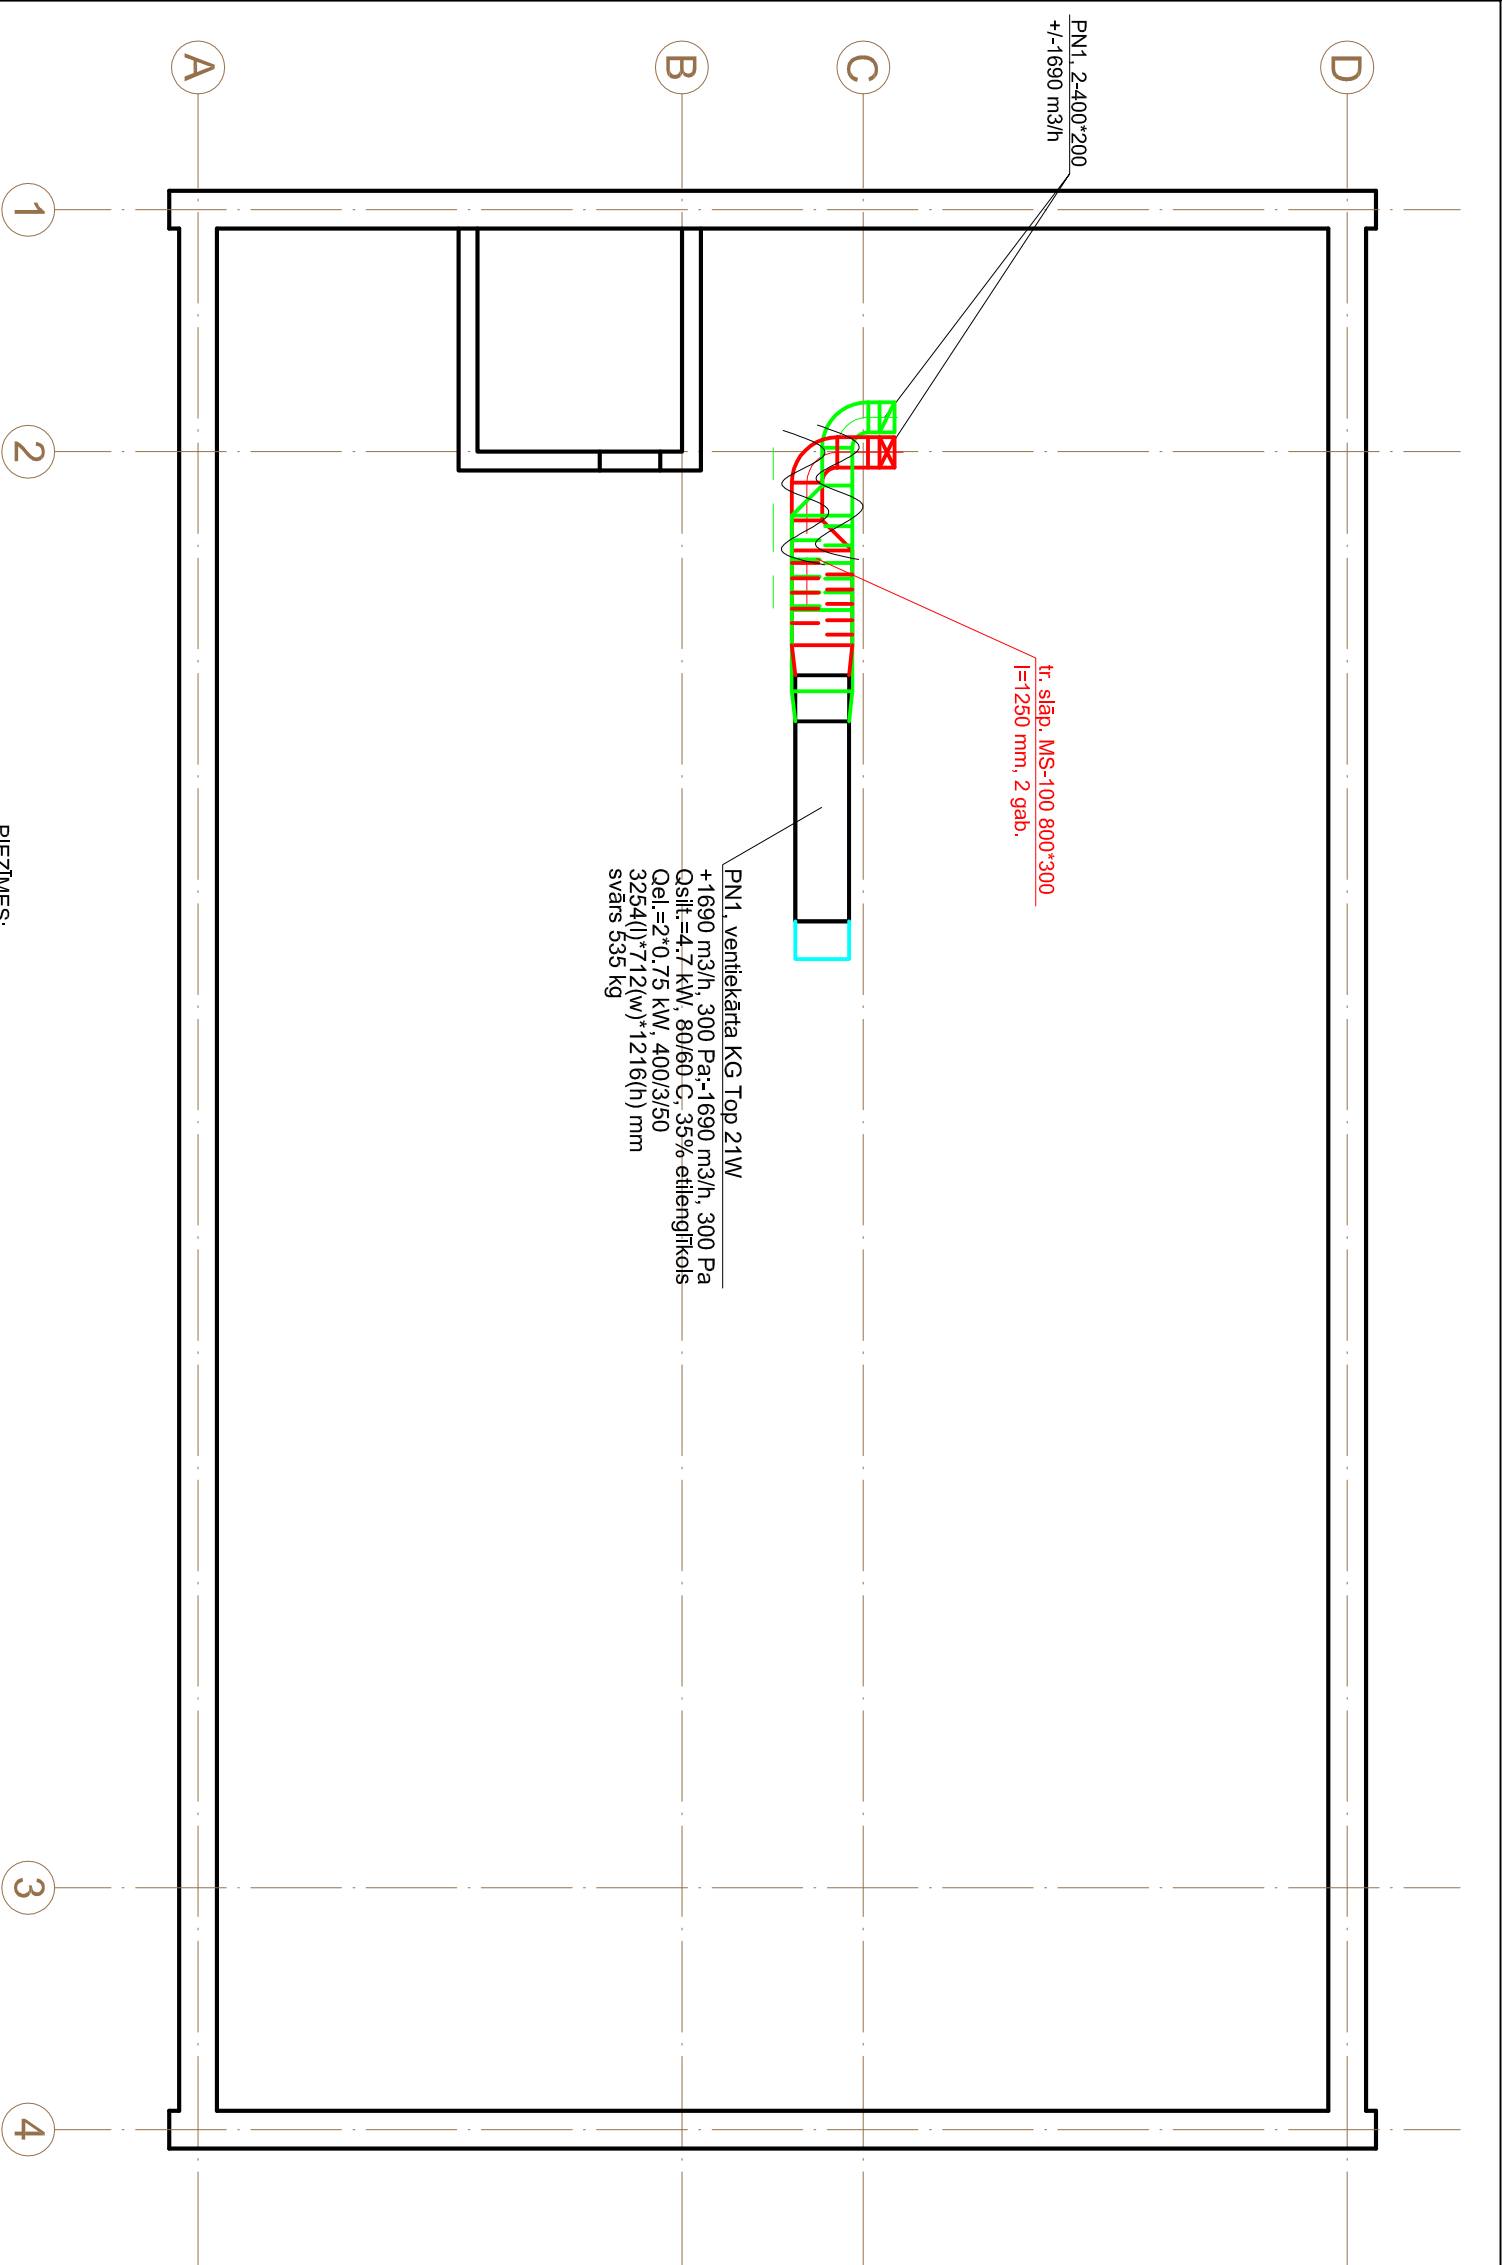 PN1, 2-400*200
+/-1690 m3/h
A
B
C
D
tr. slāp. MS-100 800*300
l=1250 mm, 2 gab.
PN1, ventiekārta KG Top 21W
+1690 m3/h, 300 Pa;-1690 m3/h, 300 Pa
Qsilt.=4.7 kW, 80/60 C, 35% etilenglīkols
Qel.=2*0.75 kW, 400/3/50
3254(l)*712(w)*1216(h) mm
svārs 535 kg
1
2
3
4
PIEZĪMES: